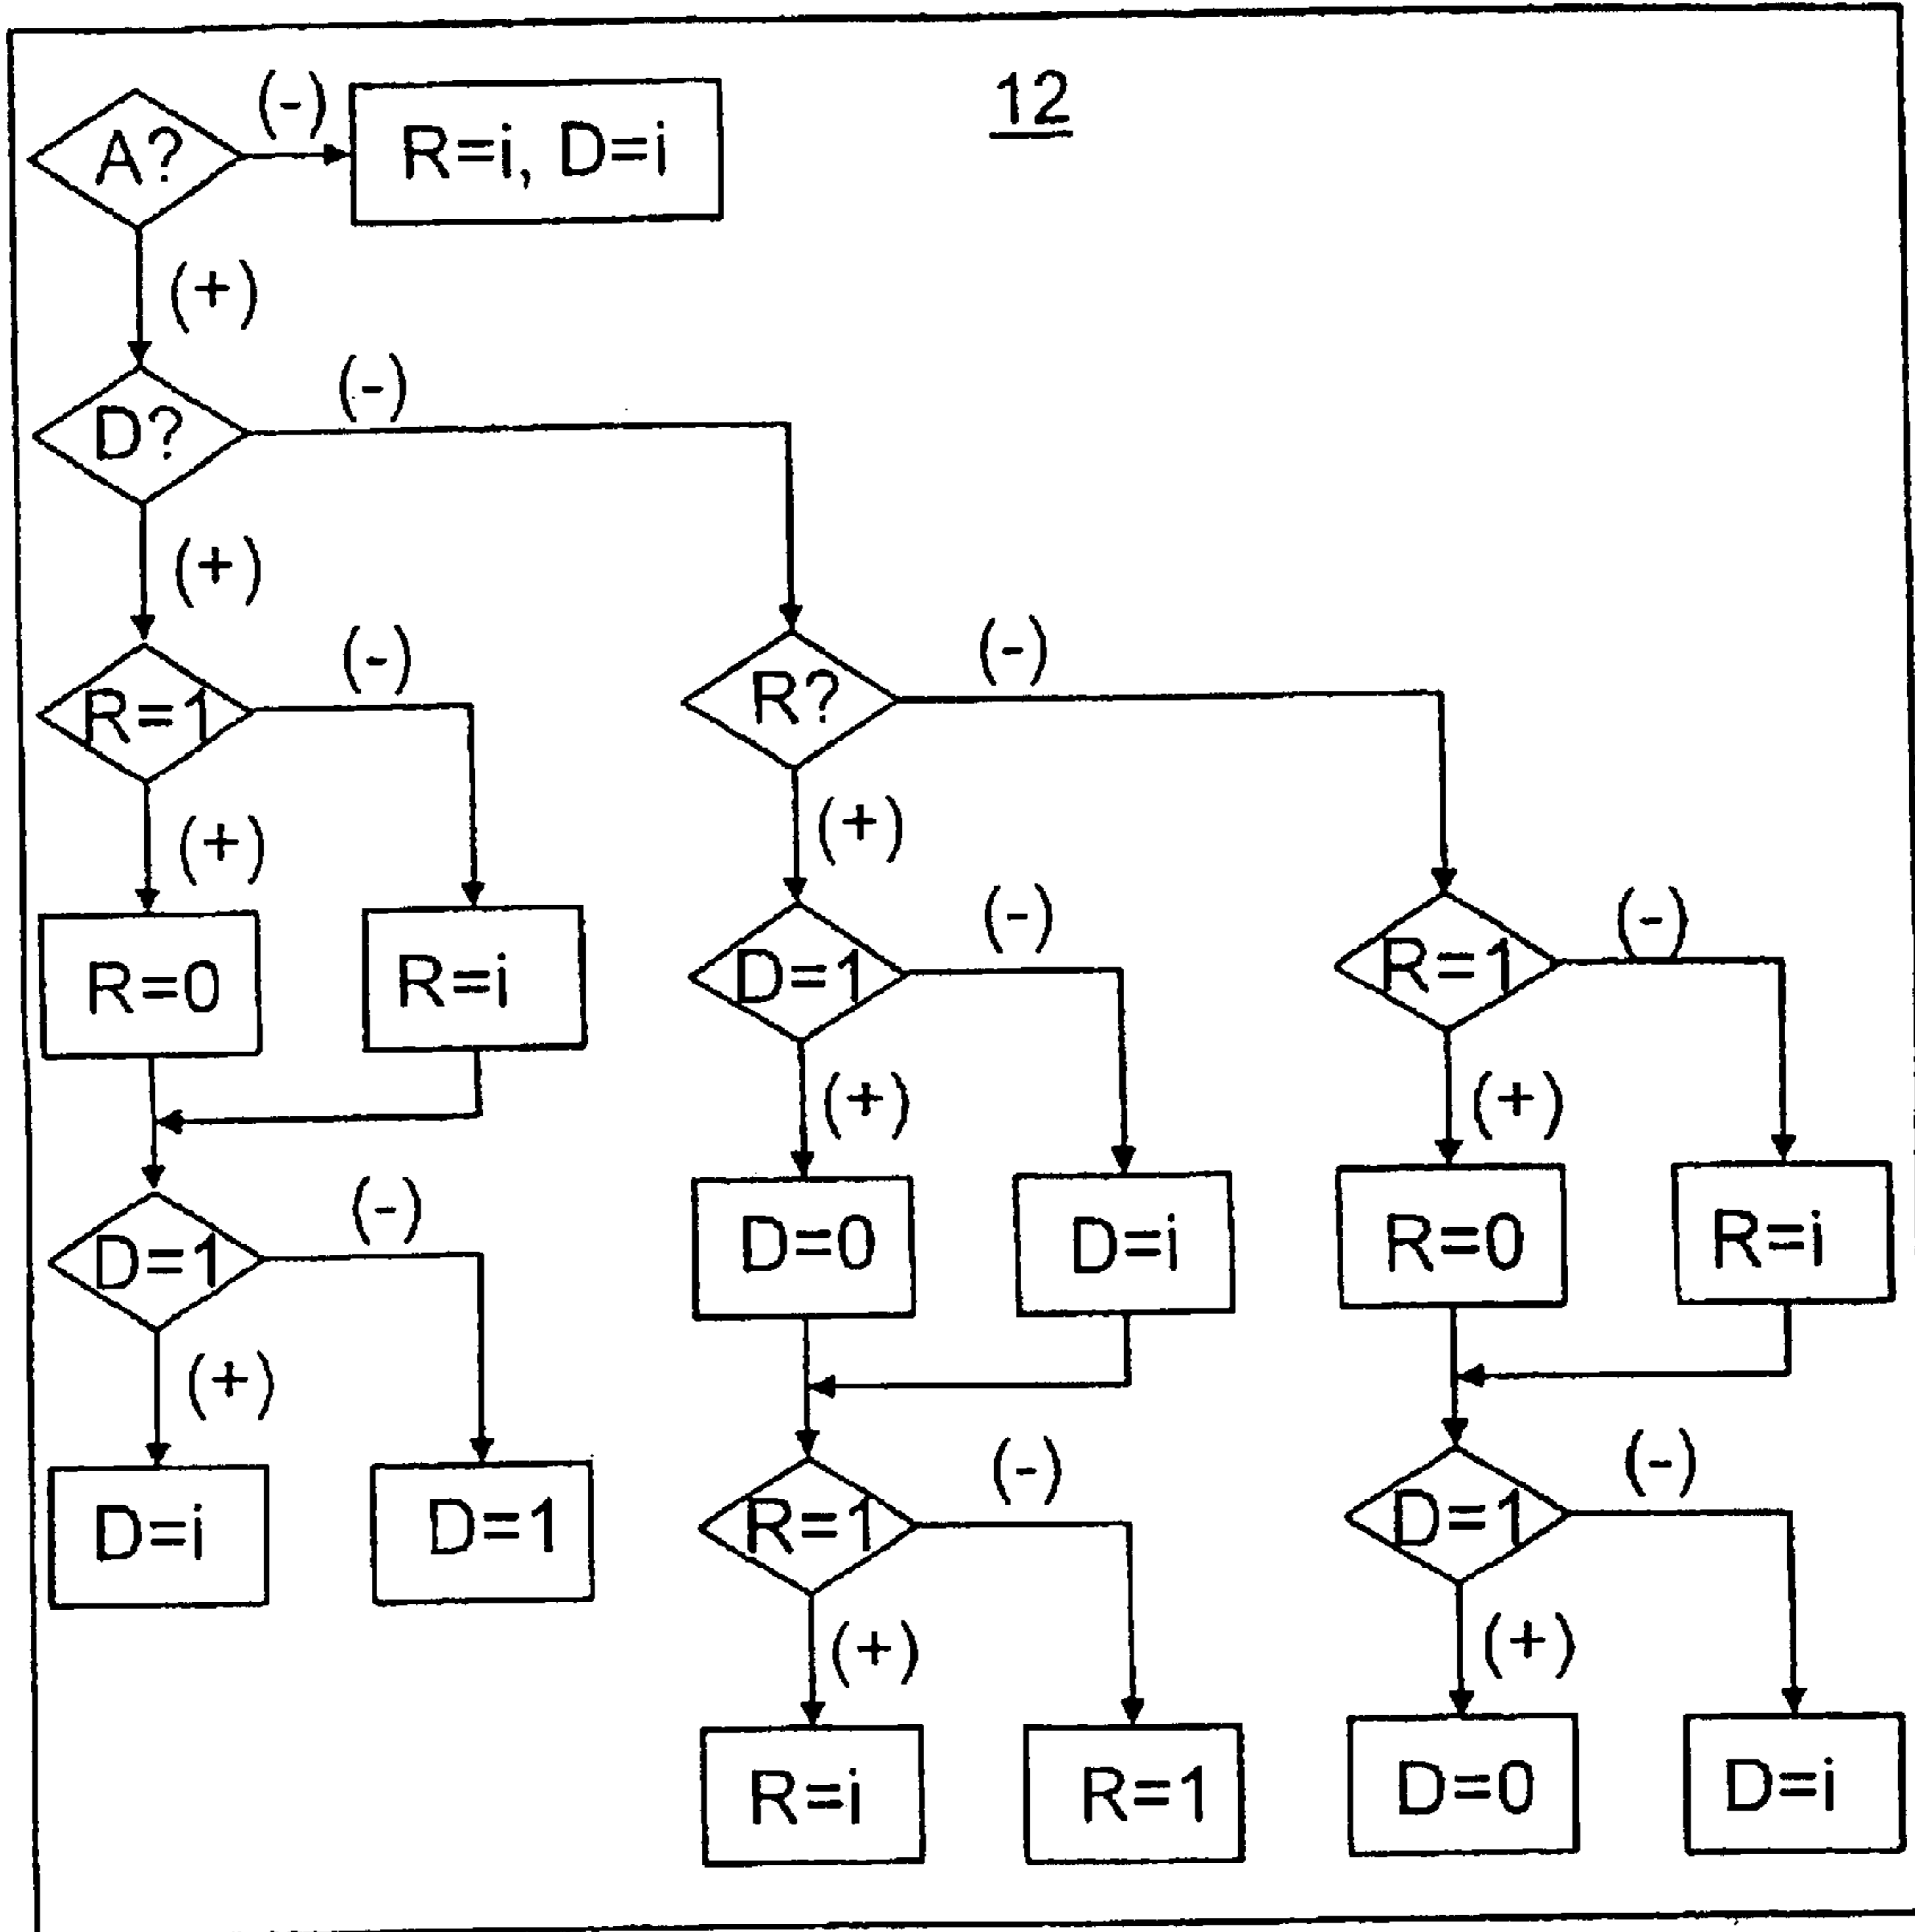 12
A?
(-)
R=i, D=i
(+)
D?
(-)
(+)
R=1
(-)
(+)
R=0
R=i
D=1
(-)
(+)
D=i
D=1
R?
(-)
(+)
D=1
(-)
(+)
D=0
D=i
R=1
(-)
(+)
R=i
R=1
R=1
(-)
(+)
R=0
R=i
D=1
(-)
(+)
D=0
D=i